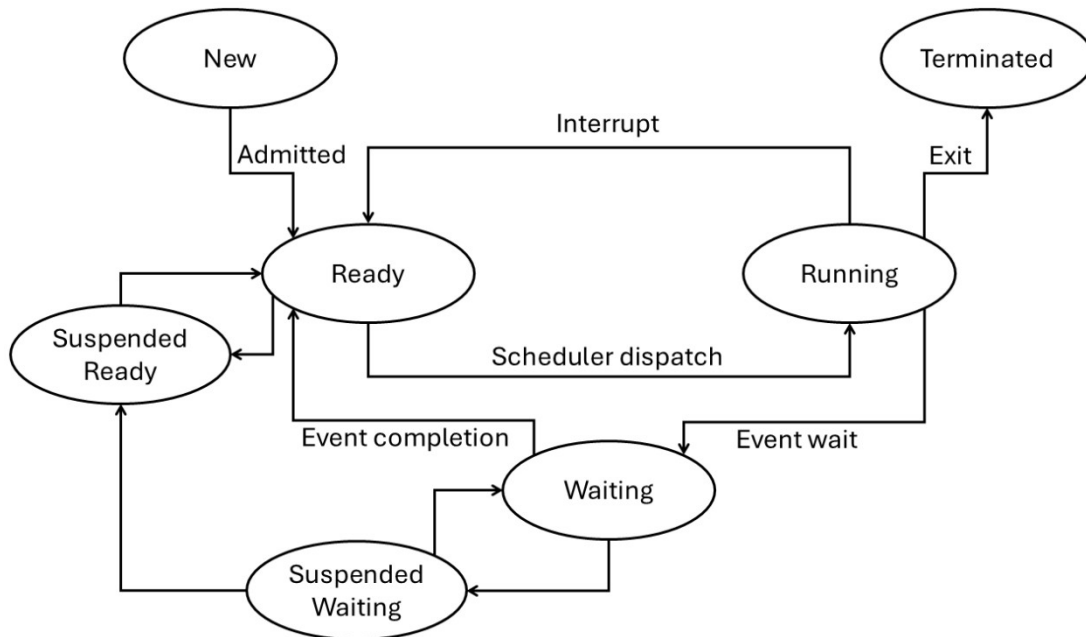 New
Terminated
Interrupt
Admitted
Exit
Ready
Running
Suspended
Ready
Scheduler dispatch
Event completion
Event wait
Waiting
Suspended
Waiting